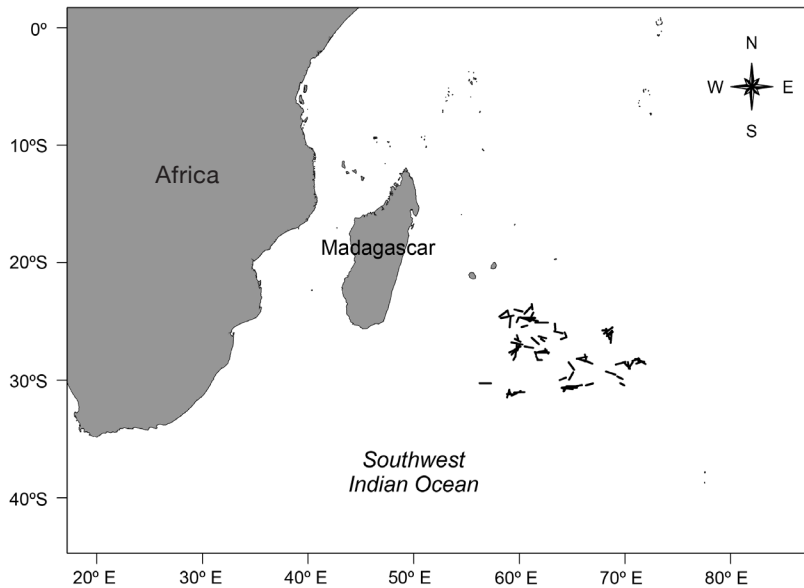 0º
N
W
E
S
10ºS
Africa
Madagascar
20ºS
30ºS
Southwest
Indian Ocean
40ºS
20º E
30º E
40º E
50º E
60º E
70º E
80º E